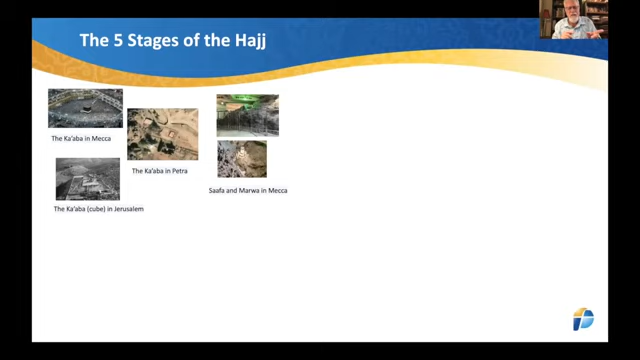 The 5 Stages of the Hajj
The Ka'aba in Mecca
The Ka'aba in Petra
Saafa and Marwa in Mecca
The Ka'aba (cube) in Jerusalem